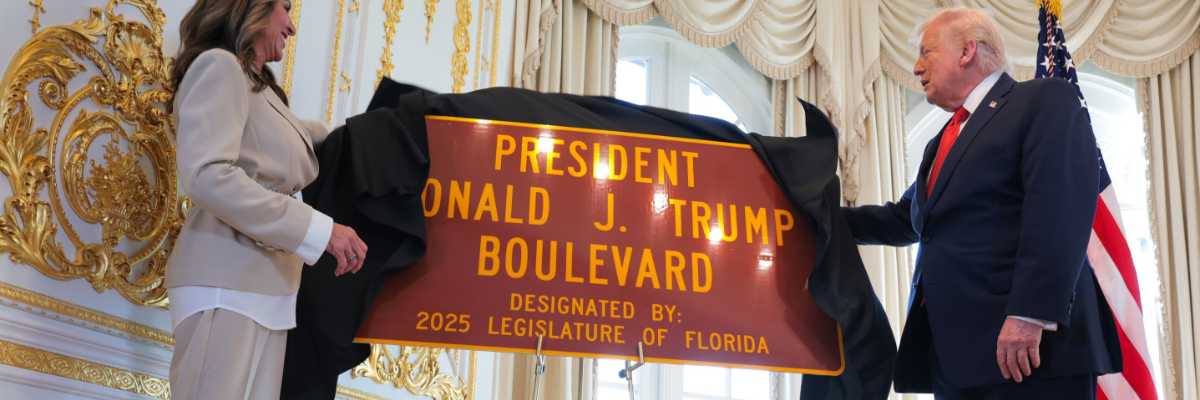 PRESIDENT
ONALD J. TRUMP
BOULEVARD
DESIGNATED BY:
2025 LEGISLATURE OF FLORIDA